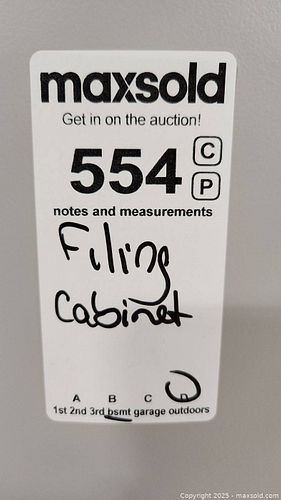 maxsold
Get in on the auction!
554 C
P
notes and measurements
Filing
Cabinet
A B C D
1st 2nd 3rd bsmt garage outdoors
Copyright 2025 - maxsold.com